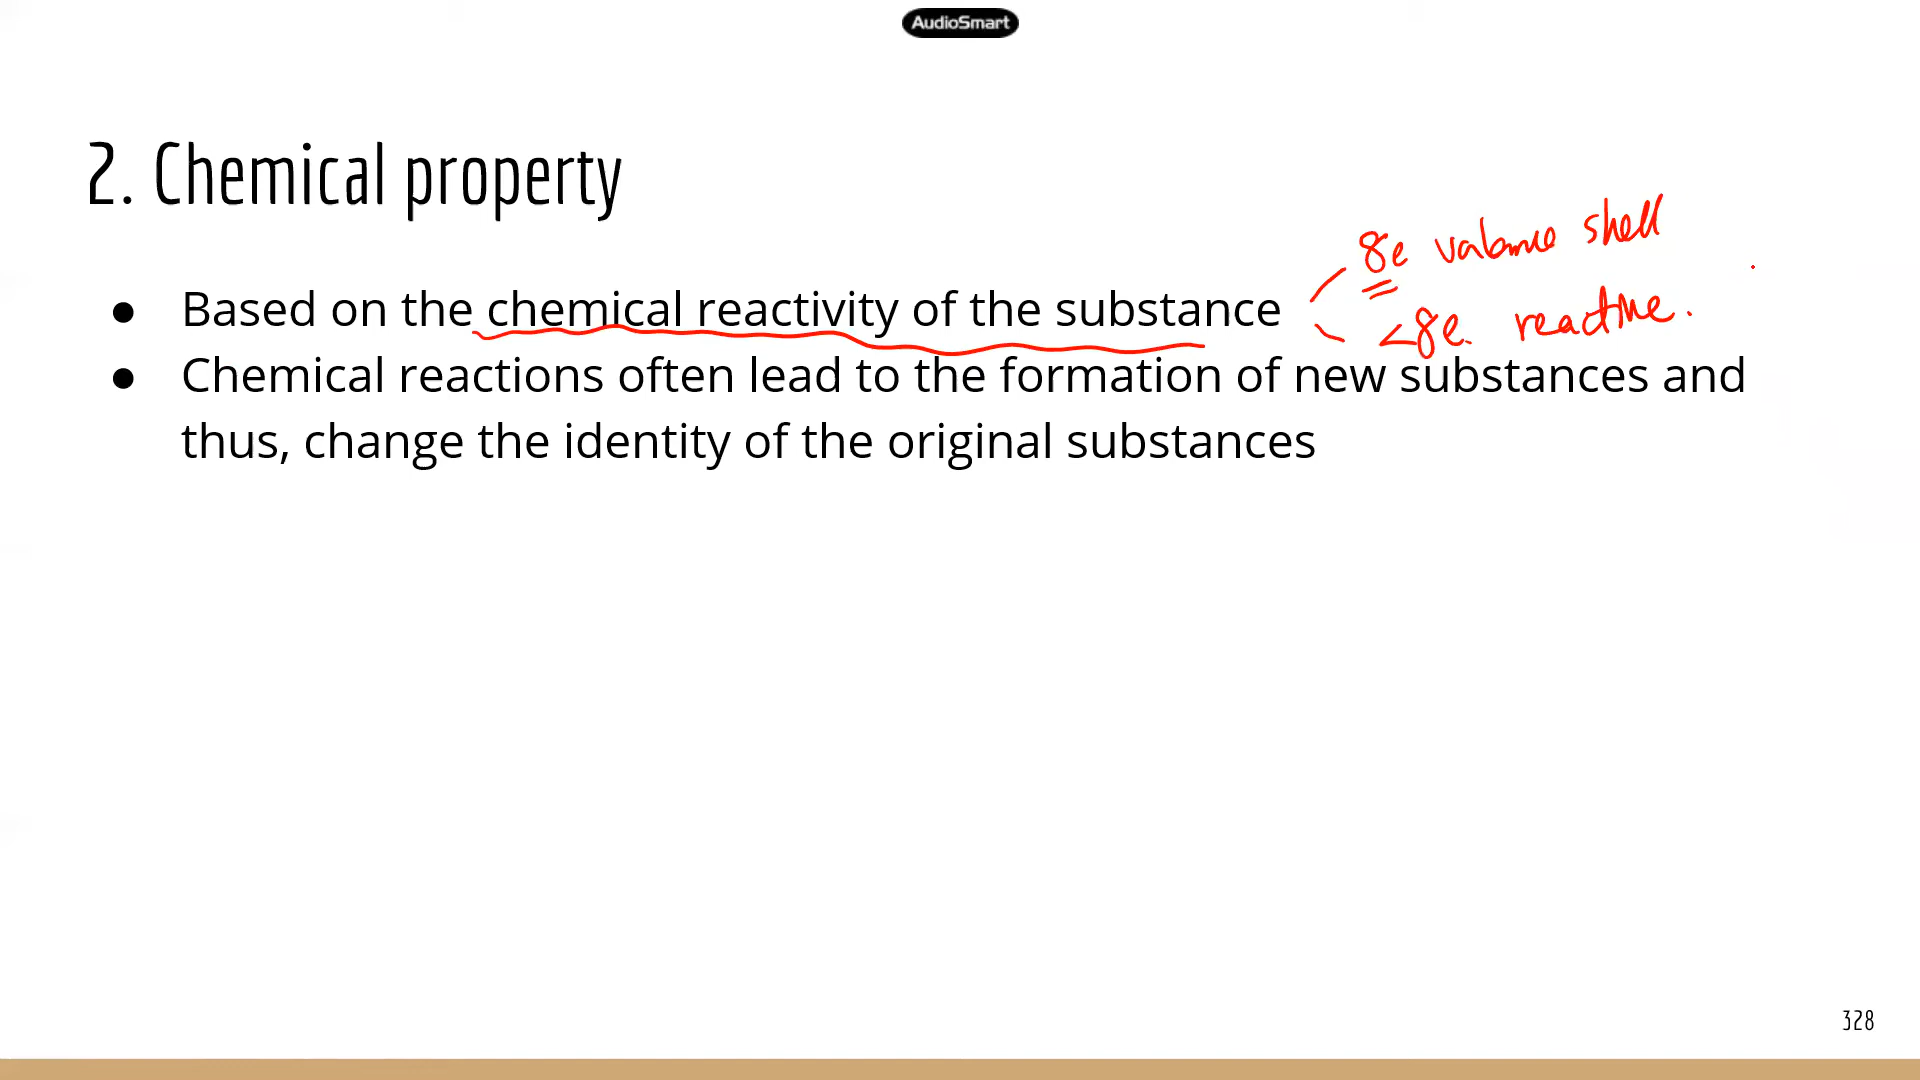 AudioSmart
2. Chemical property
8e valence shell
● Based on the chemical reactivity of the substance
<8e. reactive.
● Chemical reactions often lead to the formation of new substances and
thus, change the identity of the original substances
328